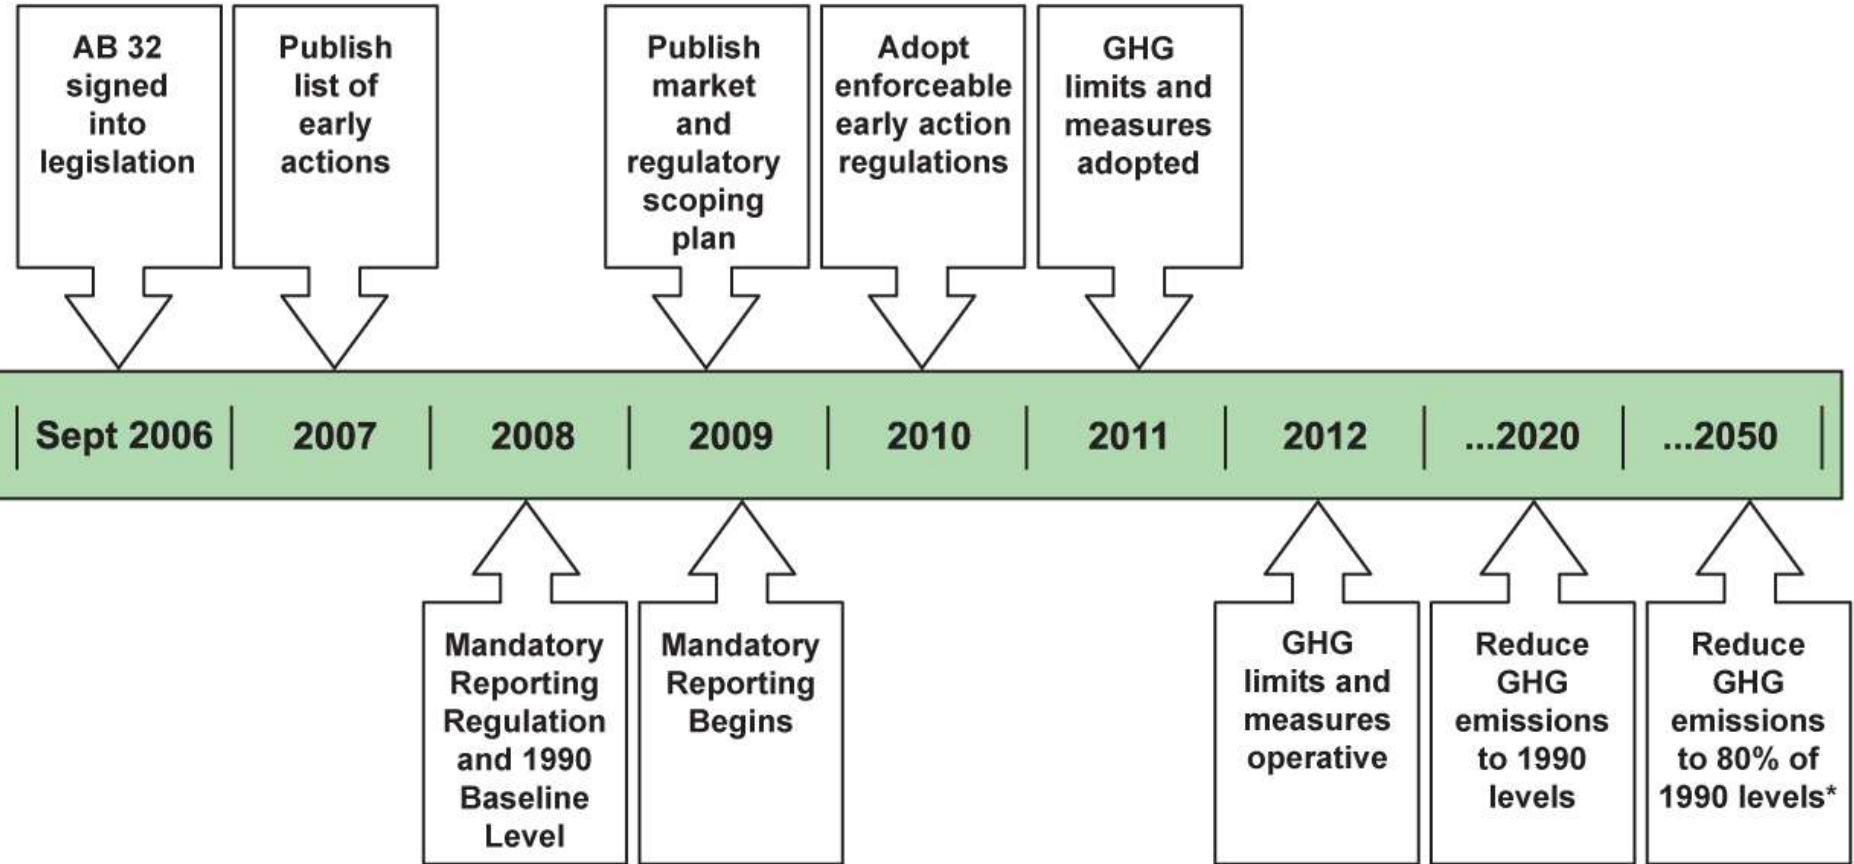 AB 32
signed
into
legislation
Publish
list of
early
actions
Publish
market
and
regulatory
scoping
plan
Adopt
enforceable
early action
regulations
GHG
limits and
measures
adopted
Sept 2006
2007
2008
2009
2010
2011
2012
...2020
...2050
Mandatory
Reporting
Regulation
and 1990
Baseline
Level
Mandatory
Reporting
Begins
GHG
limits and
measures
operative
Reduce
GHG
emissions
to 1990
levels
Reduce
GHG
emissions
to 80% of
1990 levels*